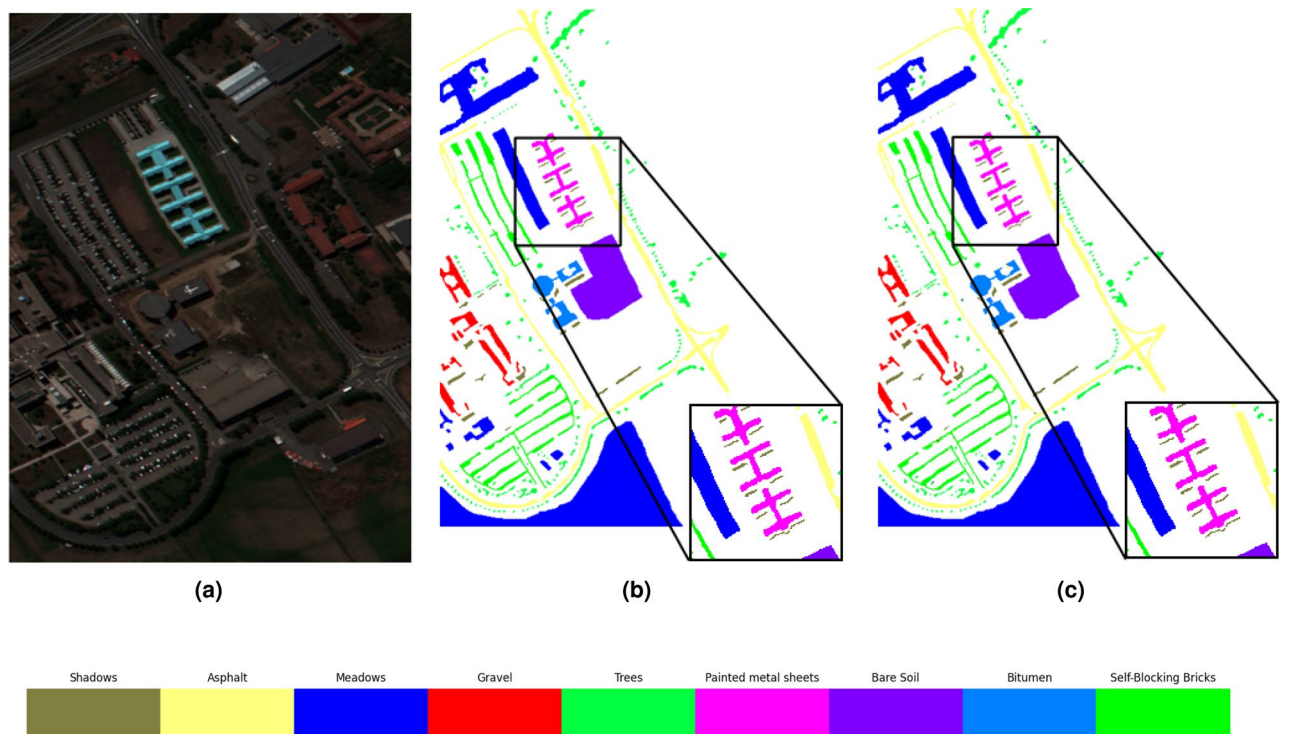 (a)
(b)
(c)
Shadows Asphalt Meadows Gravel Trees Painted metal sheets Bare Soil Bitumen Self-Blocking Bricks